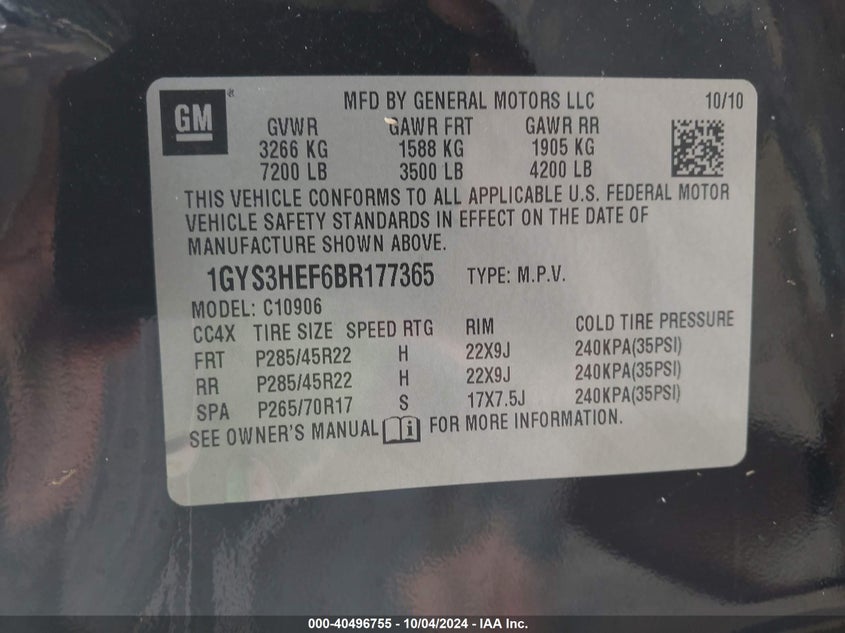 GM® MFD BY GENERAL MOTORS LLC 10/10
GVWR GAWR FRT GAWR RR
3266 KG 1588 KG 1905 KG
7200 LB 3500 LB 4200 LB
THIS VEHICLE CONFORMS TO ALL APPLICABLE U.S. FEDERAL MOTOR
VEHICLE SAFETY STANDARDS IN EFFECT ON THE DATE OF
MANUFACTURE SHOWN ABOVE.
1GYS3HEF6BR177365 TYPE: M.P.V.
MODEL: C10906
CC4X TIRE SIZE SPEED RTG RIM COLD TIRE PRESSURE
FRT P285/45R22 H 22X9J 240KPA(35PSI)
RR P285/45R22 H 22X9J 240KPA(35PSI)
SPA P265/70R17 S 17X7.5J 240KPA(35PSI)
SEE OWNER'S MANUAL i FOR MORE INFORMATION.
000-40496755 - 10/04/2024 - IAA Inc.